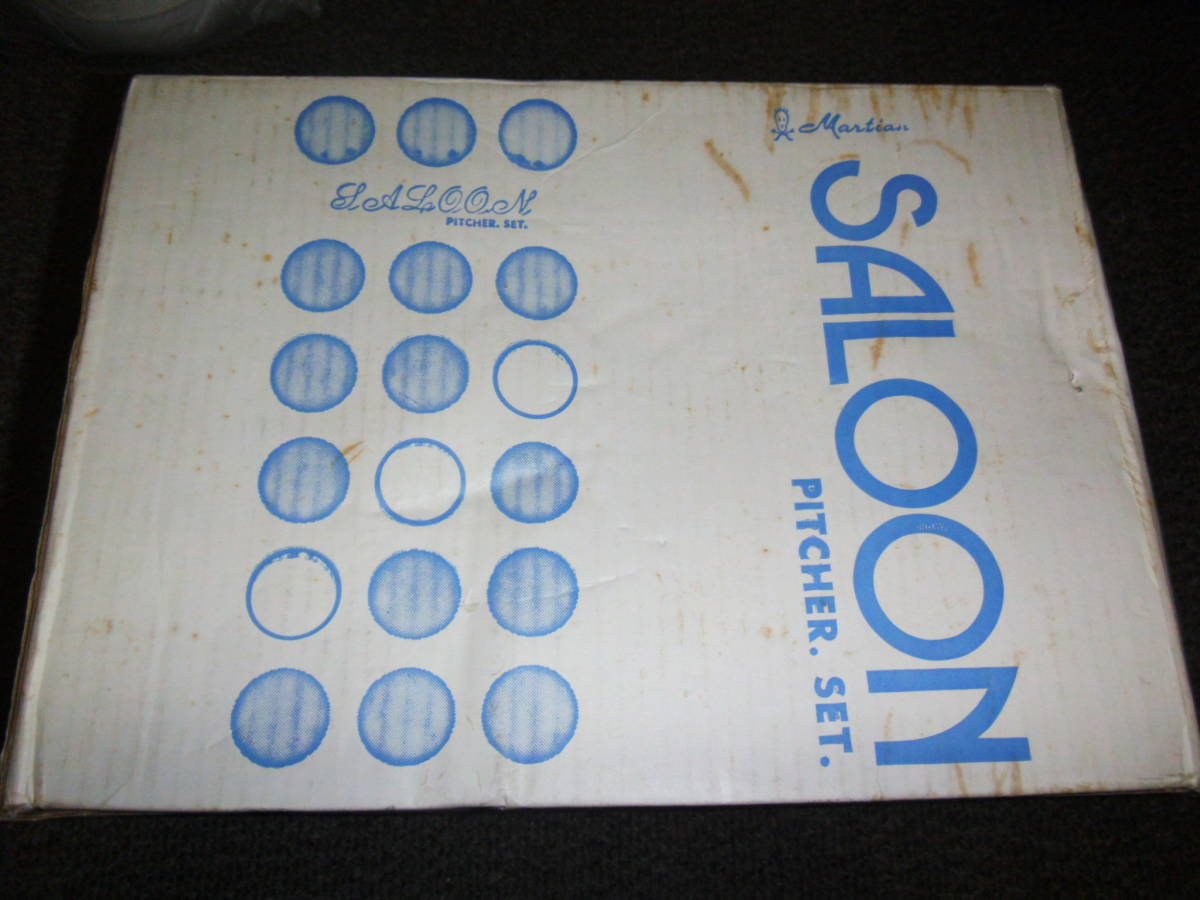 Martian
SALOON
PITCHER. SET.
SALOON
PITCHER. SET.